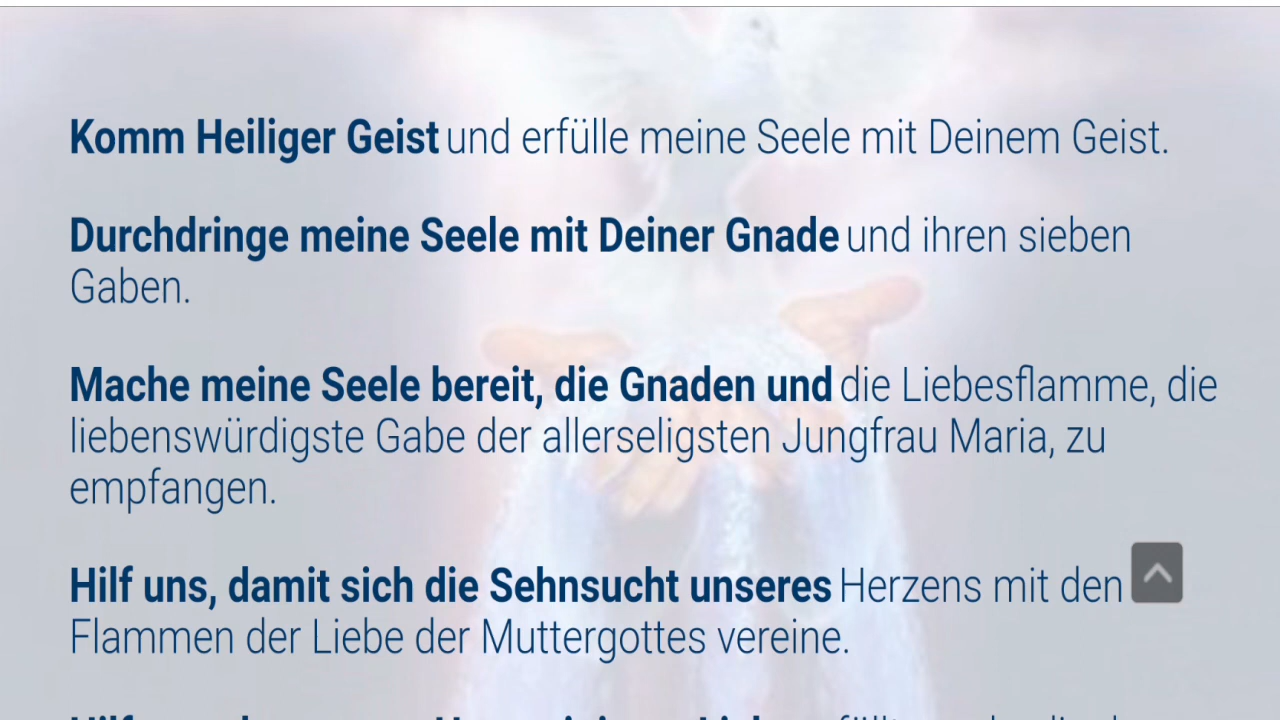 Komm Heiliger Geist und erfülle meine Seele mit Deinem Geist.
Durchdringe meine Seele mit Deiner Gnade und ihren sieben
Gaben.
Mache meine Seele bereit, die Gnaden und die Liebesflamme, die
liebenswürdigste Gabe der allerseligsten Jungfrau Maria, zu
empfangen.
Hilf uns, damit sich die Sehnsucht unseres Herzens mit den
Flammen der Liebe der Muttergottes vereine.